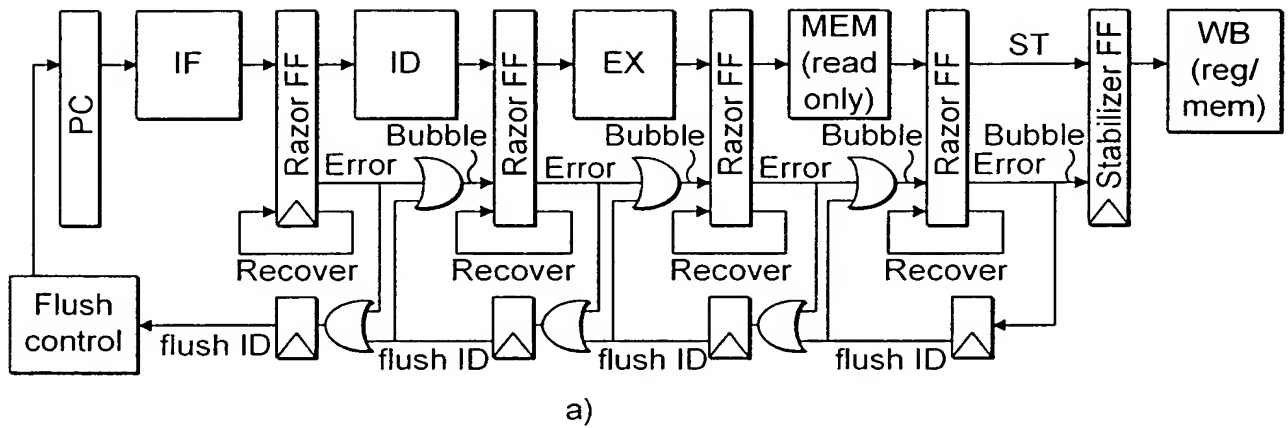 PC
IF
Razor FF
ID
Razor FF
EX
Razor FF
MEM
(read
only)
Razor FF
ST
Stabilizer FF
WB
(reg/
mem)
Error
Bubble
Error
Bubble
Error
Bubble
Error
Bubble
Recover
Recover
Recover
Recover
Flush
control
flush ID
flush ID
flush ID
flush ID
a)